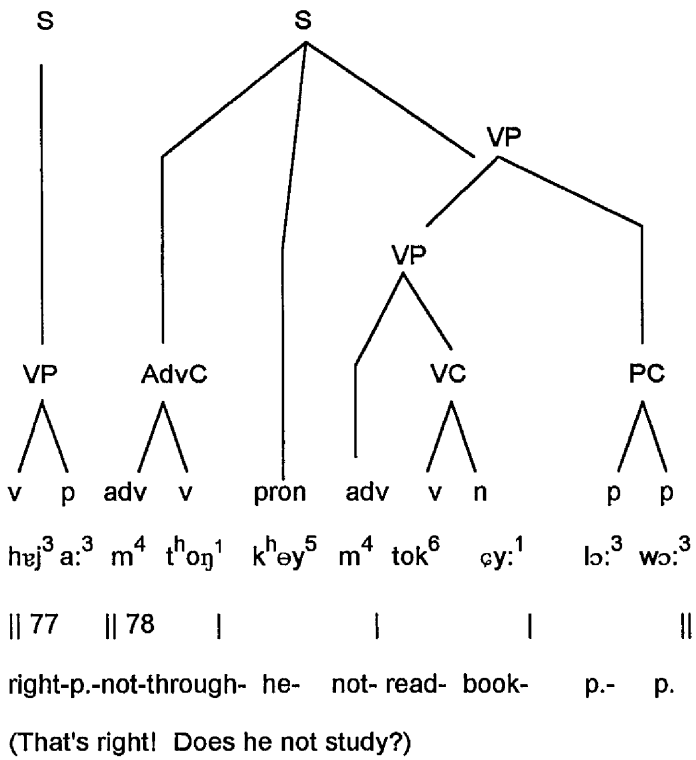 S S
VP
VP
VP AdvC VC PC
v p adv v pron adv v n p p
hɐj³ a:³ m⁴ tʰoŋ¹ kʰɵy⁵ m⁴ tok⁶ ɕy:¹ lɔ:³ wɔ:³
|| 77 || 78 | | | ||
right-p.-not-through- he- not- read- book- p.- p.
(That's right! Does he not study?)